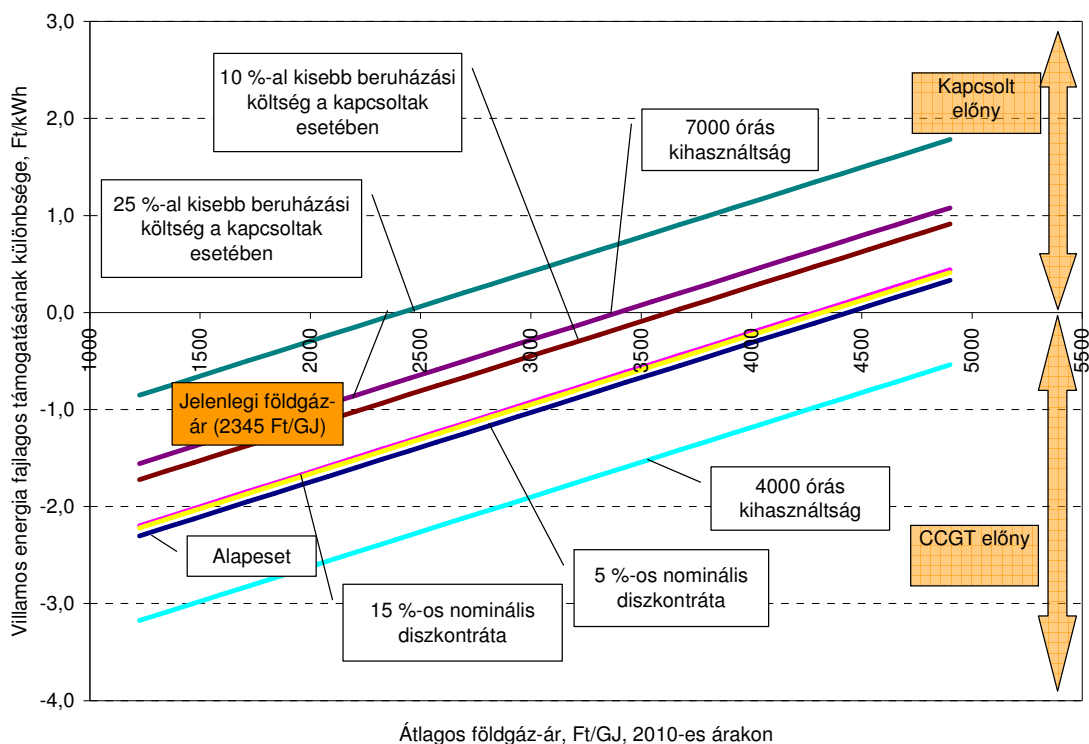 Villamos energia fajlagos támogatásának különbsége, Ft/kWh
3,0
2,0
1,0
0,0
-1,0
-2,0
-3,0
-4,0
1000
1500
2000
2500
3000
3500
4000
4500
5000
5500
10 %-al kisebb beruházási
költség a kapcsoltak
esetében
7000 órás
kihasználtság
Kapcsolt
előny
25 %-al kisebb beruházási
költség a kapcsoltak
esetében
Jelenlegi földgáz-
ár (2345 Ft/GJ)
4000 órás
kihasználtság
Alapeset
CCGT előny
5 %-os nominális
diszkontráta
15 %-os nominális
diszkontráta
Átlagos földgáz-ár, Ft/GJ, 2010-es árakon